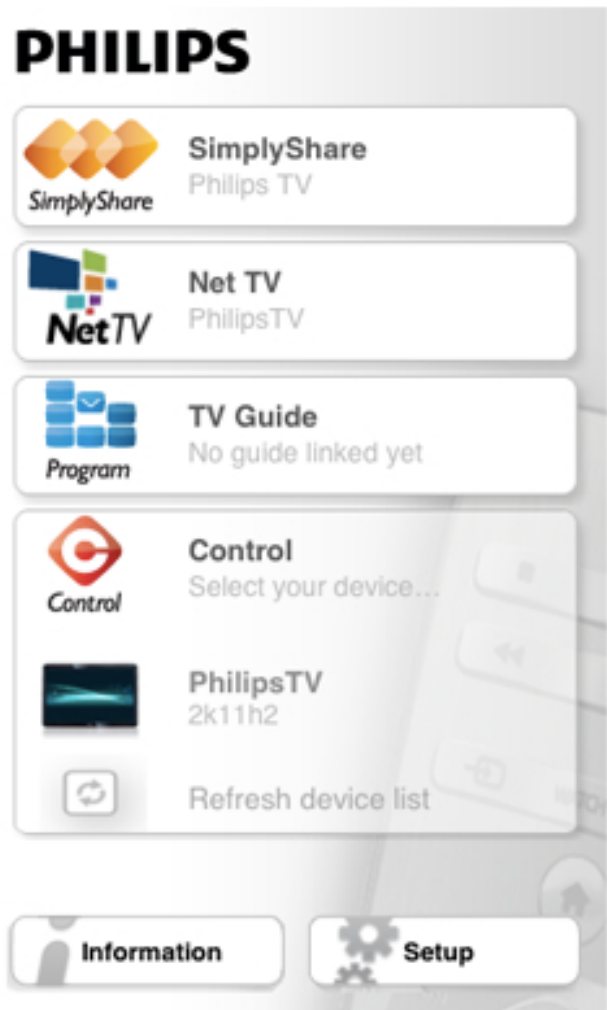 PHILIPS
SimplyShare
SimplyShare
Philips TV
NetTV
Net TV
PhilipsTV
Program
TV Guide
No guide linked yet
Control
Control
Select your device...
PhilipsTV
2k11h2
Refresh device list
Information
Setup